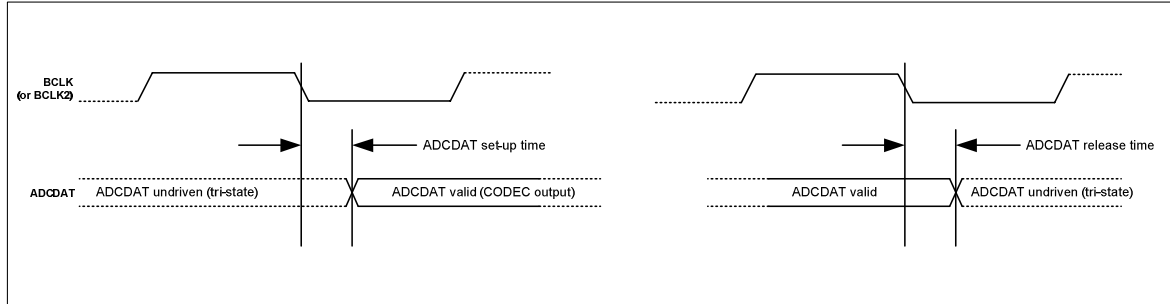 BCLK
(or BCLK2)
ADCDAT set-up time
ADCDAT release time
ADCDAT
ADCDAT undriven (tri-state)
ADCDAT valid (CODEC output)
ADCDAT valid
ADCDAT undriven (tri-state)